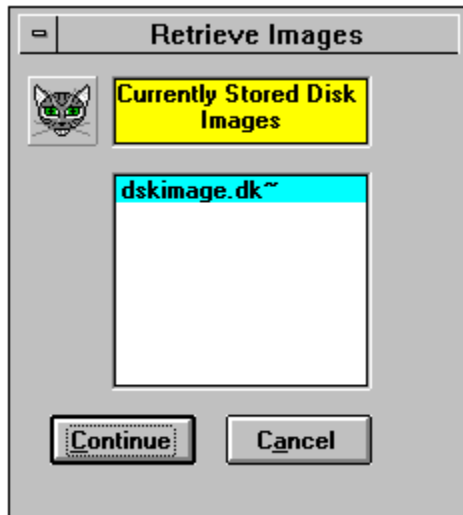 Retrieve Images
Currently Stored Disk
Images
dskimage.dk~
Continue
Cancel